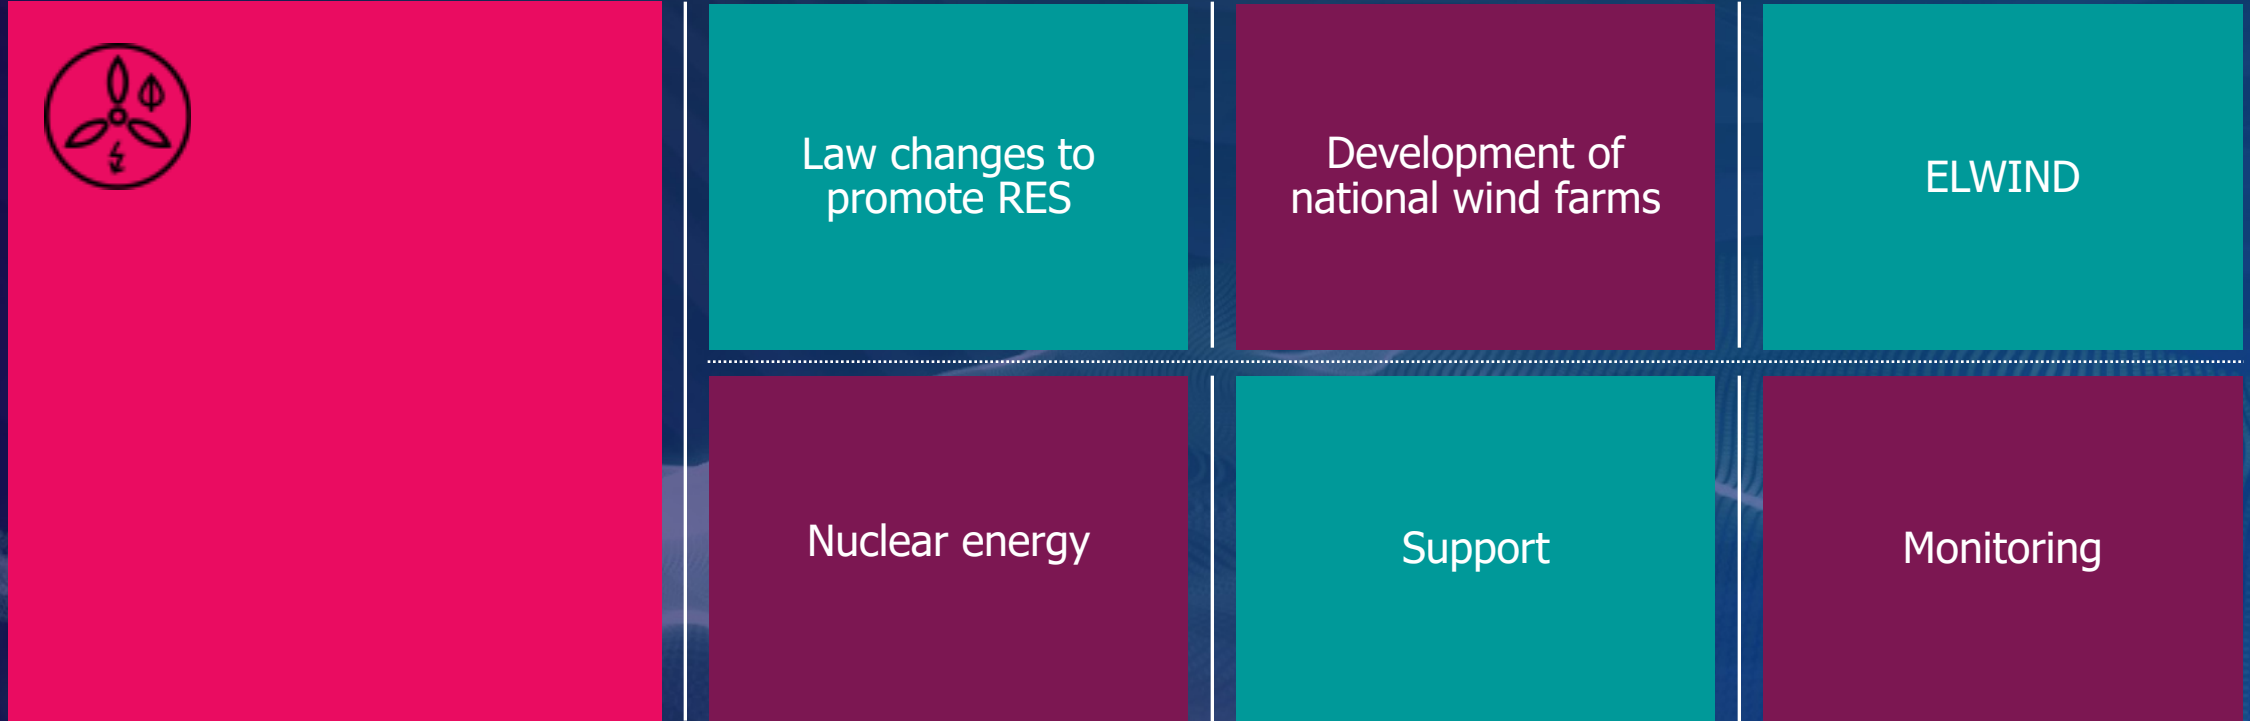 Law changes to
promote RES
Development of
national wind farms
ELWIND
Nuclear energy
Support
Monitoring